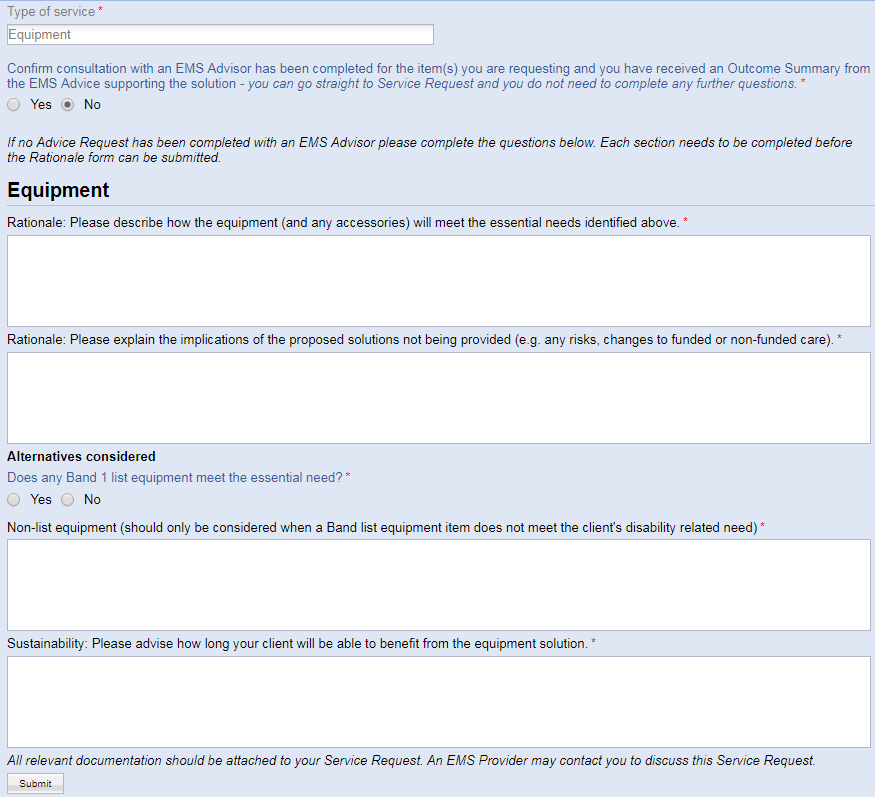 Type of service *
Equipment
Confirm consultation with an EMS Advisor has been completed for the item(s) you are requesting and you have received an Outcome Summary from
the EMS Advice supporting the solution - you can go straight to Service Request and you do not need to complete any further questions. *
Yes No
If no Advice Request has been completed with an EMS Advisor please complete the questions below. Each section needs to be completed before
the Rationale form can be submitted.
Equipment
Rationale: Please describe how the equipment (and any accessories) will meet the essential needs identified above. *
Rationale: Please explain the implications of the proposed solutions not being provided (e.g. any risks, changes to funded or non-funded care). *
Alternatives considered
Does any Band 1 list equipment meet the essential need? *
Yes No
Non-list equipment (should only be considered when a Band list equipment item does not meet the client's disability related need) *
Sustainability: Please advise how long your client will be able to benefit from the equipment solution. *
All relevant documentation should be attached to your Service Request. An EMS Provider may contact you to discuss this Service Request.
Submit